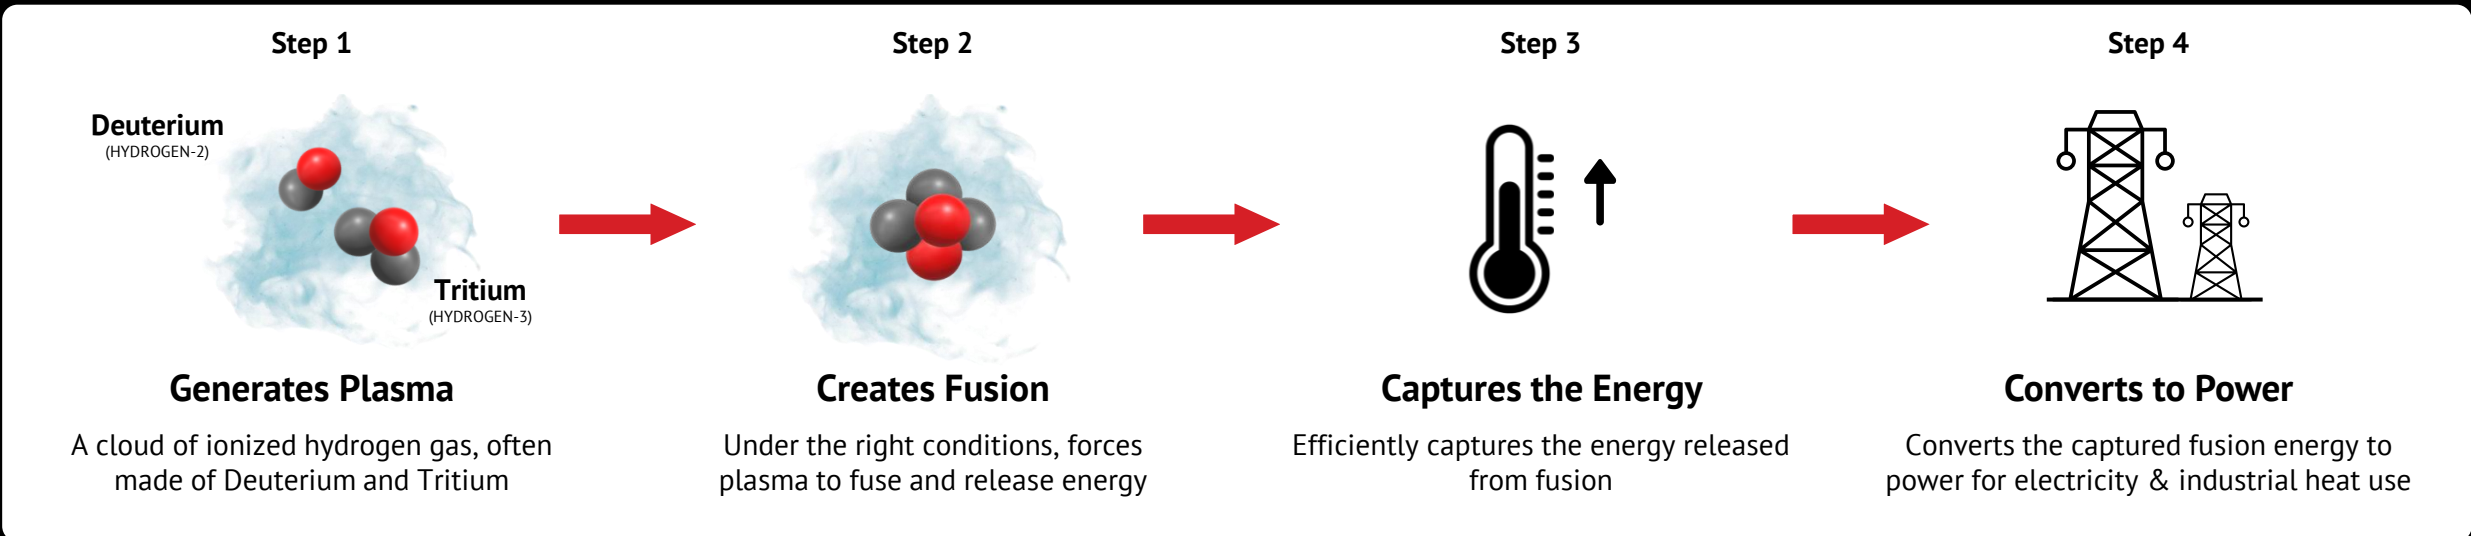 Step 1
Deuterium
(HYDROGEN-2)
Tritium
(HYDROGEN-3)
Generates Plasma
A cloud of ionized hydrogen gas, often
made of Deuterium and Tritium
Step 2
Creates Fusion
Under the right conditions, forces
plasma to fuse and release energy
Step 3
Captures the Energy
Efficiently captures the energy released
from fusion
Step 4
Converts to Power
Converts the captured fusion energy to
power for electricity & industrial heat use